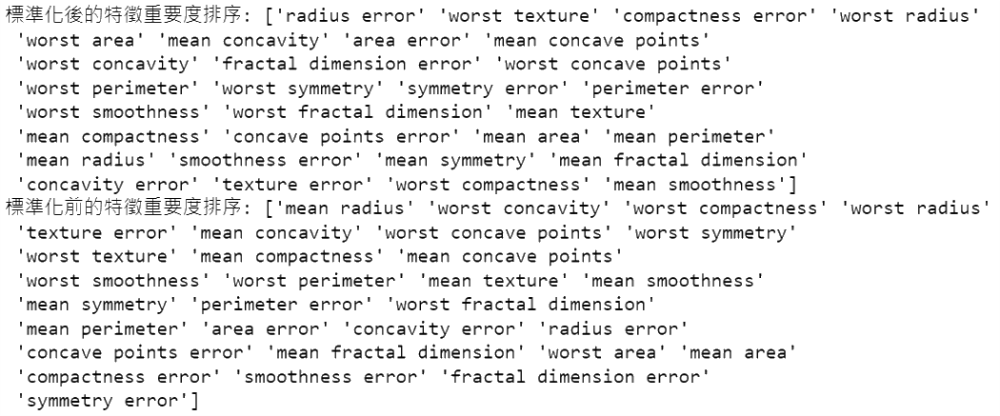 標準化後的特徵重要度排序: ['radius error' 'worst texture' 'compactness error' 'worst radius'
'worst area' 'mean concavity' 'area error' 'mean concave points'
'worst concavity' 'fractal dimension error' 'worst concave points'
'worst perimeter' 'worst symmetry' 'symmetry error' 'perimeter error'
'worst smoothness' 'worst fractal dimension' 'mean texture'
'mean compactness' 'concave points error' 'mean area' 'mean perimeter'
'mean radius' 'smoothness error' 'mean symmetry' 'mean fractal dimension'
'concavity error' 'texture error' 'worst compactness' 'mean smoothness']
標準化前的特徵重要度排序: ['mean radius' 'worst concavity' 'worst compactness' 'worst radius'
'texture error' 'mean concavity' 'worst concave points' 'worst symmetry'
'worst texture' 'mean compactness' 'mean concave points'
'worst smoothness' 'worst perimeter' 'mean texture' 'mean smoothness'
'mean symmetry' 'perimeter error' 'worst fractal dimension'
'mean perimeter' 'area error' 'concavity error' 'radius error'
'concave points error' 'mean fractal dimension' 'worst area' 'mean area'
'compactness error' 'smoothness error' 'fractal dimension error'
'symmetry error']